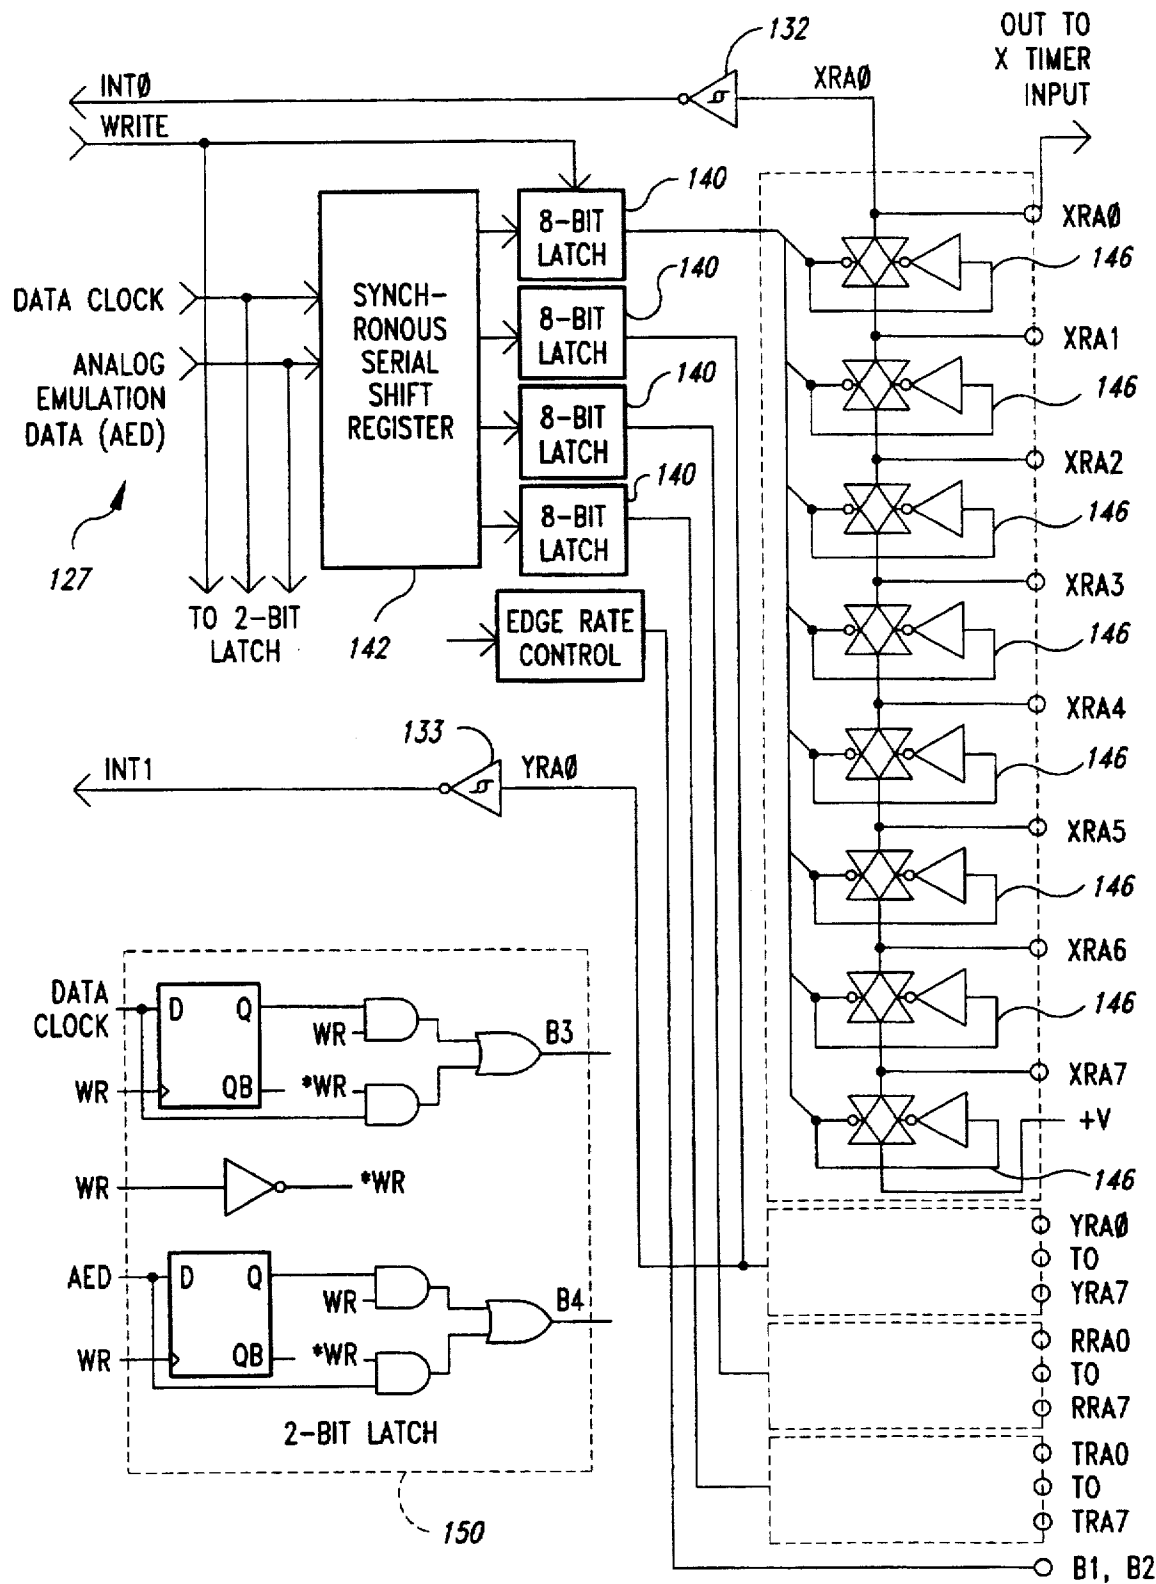 OUT TO
X TIMER
INPUT
132
INTØ
XRAØ
WRITE
140
8-BIT
LATCH
XRAØ
146
DATA CLOCK
SYNCH-
RONOUS
SERIAL
SHIFT
REGISTER
140
8-BIT
LATCH
XRA1
146
ANALOG
EMULATION
DATA (AED)
140
8-BIT
LATCH
XRA2
140
8-BIT
LATCH
146
127
TO 2-BIT
LATCH
142
EDGE RATE
CONTROL
XRA3
146
XRA4
133
INT1
YRAØ
146
XRA5
146
XRA6
DATA
CLOCK
D
Q
WR
B3
146
WR
QB
*WR
XRA7
+V
WR
*WR
146
YRAØ
TO
YRA7
AED
D
Q
WR
B4
WR
QB
*WR
RRA0
TO
RRA7
2-BIT LATCH
TRA0
TO
TRA7
150
B1, B2